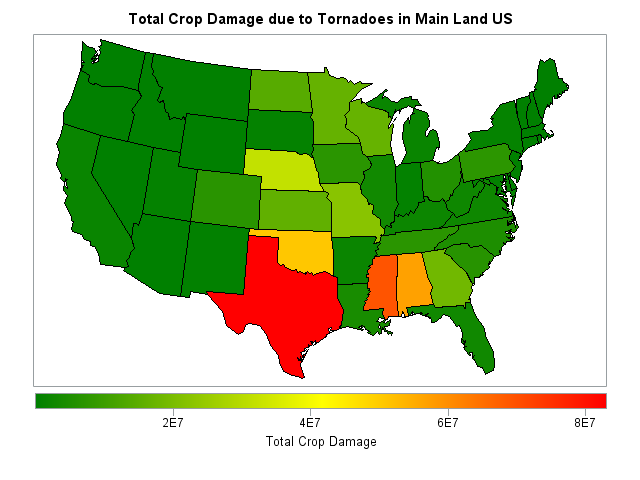 Total Crop Damage due to Tornadoes in Main Land US
2E7 4E7 6E7 8E7
Total Crop Damage